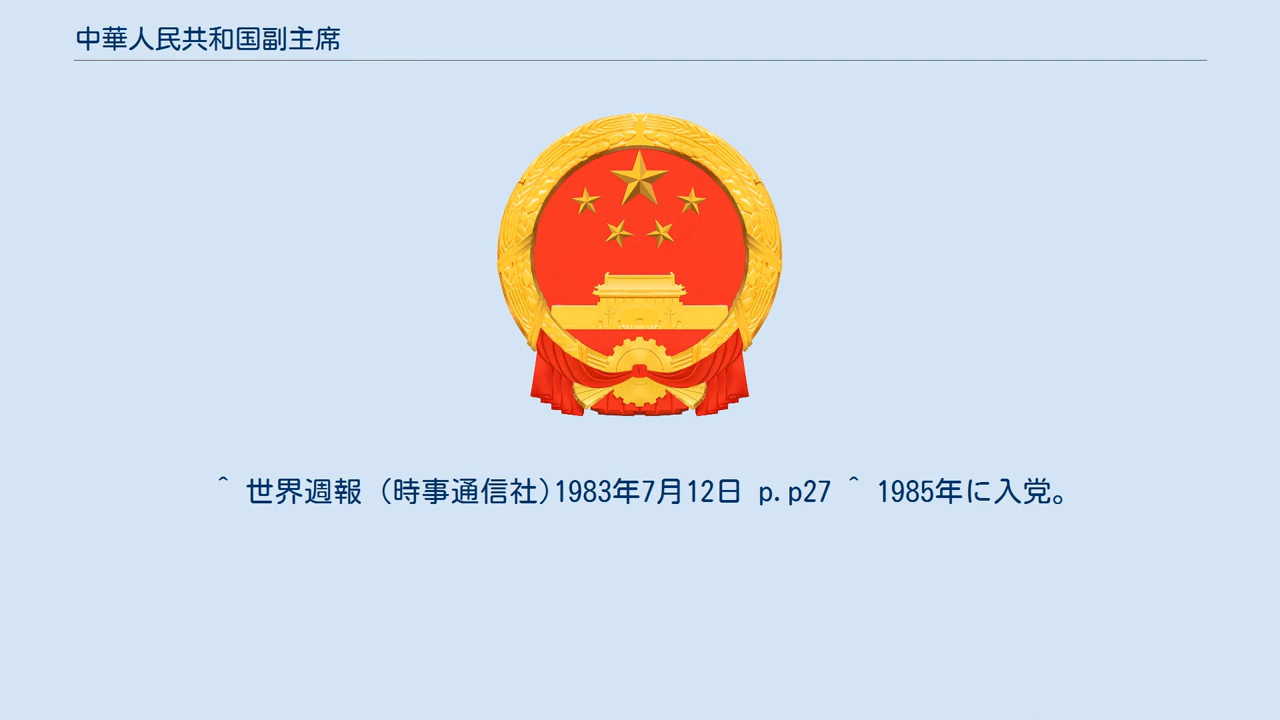 中華人民共和国副主席
^ 世界週報（時事通信社)1983年7月12日 p.p27 ^ 1985年に入党。